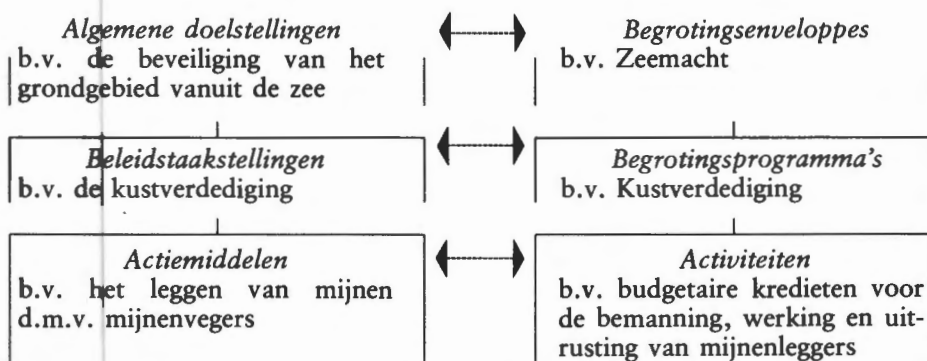 Algemene doelstellingen
b.v. de beveiliging van het
grondgebied vanuit de zee
Begrotingsenveloppes
b.v. Zeemacht
Beleidstaakstellingen
b.v. de kustverdediging
Begrotingsprogramma's
b.v. Kustverdediging
Actiemiddelen
b.v. het leggen van mijnen
d.m.v. mijnenvegers
Activiteiten
b.v. budgetaire kredieten voor
de bemanning, werking en uit-
rusting van mijnenleggers